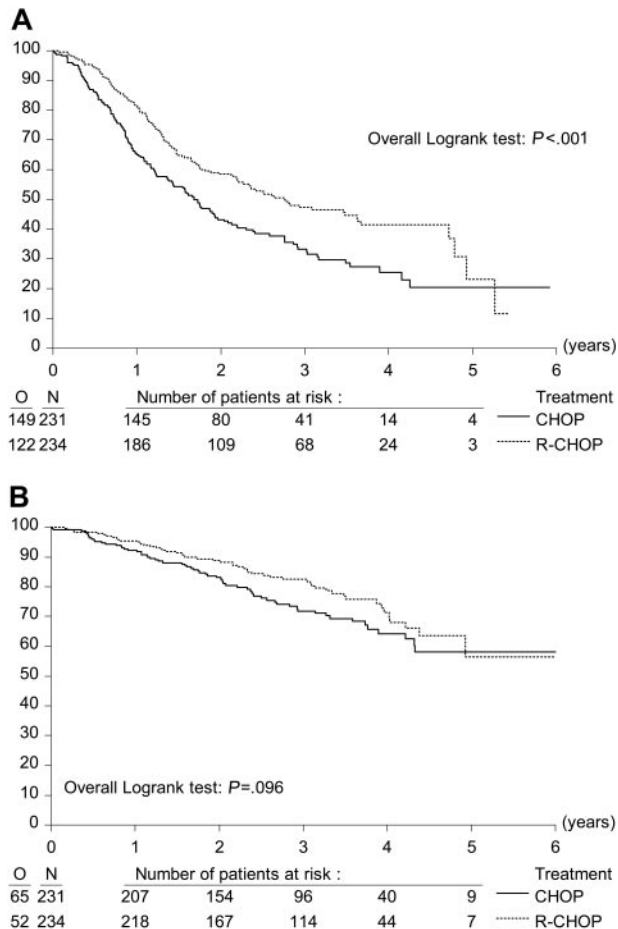 A
100
90
80
70
60
50
40
30
20
10
0
Overall Logrank test: P<.001
(years)
0 1 2 3 4 5 6
O N Number of patients at risk : Treatment
149 231 145 80 41 14 4 CHOP
122 234 186 109 68 24 3 R-CHOP
B
100
90
80
70
60
50
40
30
20
10
0
Overall Logrank test: P=.096
(years)
0 1 2 3 4 5 6
O N Number of patients at risk : Treatment
65 231 207 154 96 40 9 CHOP
52 234 218 167 114 44 7 R-CHOP